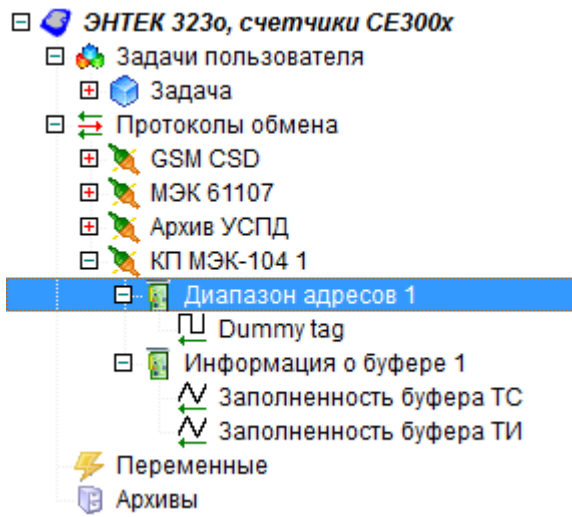 ЭНТЕК 323о, счетчики CE300x
Задачи пользователя
Задача
Протоколы обмена
GSM CSD
МЭК 61107
Архив УСПД
КП МЭК-104 1
Диапазон адресов 1
Dummy tag
Информация о буфере 1
Заполненность буфера ТС
Заполненность буфера ТИ
Переменные
Архивы